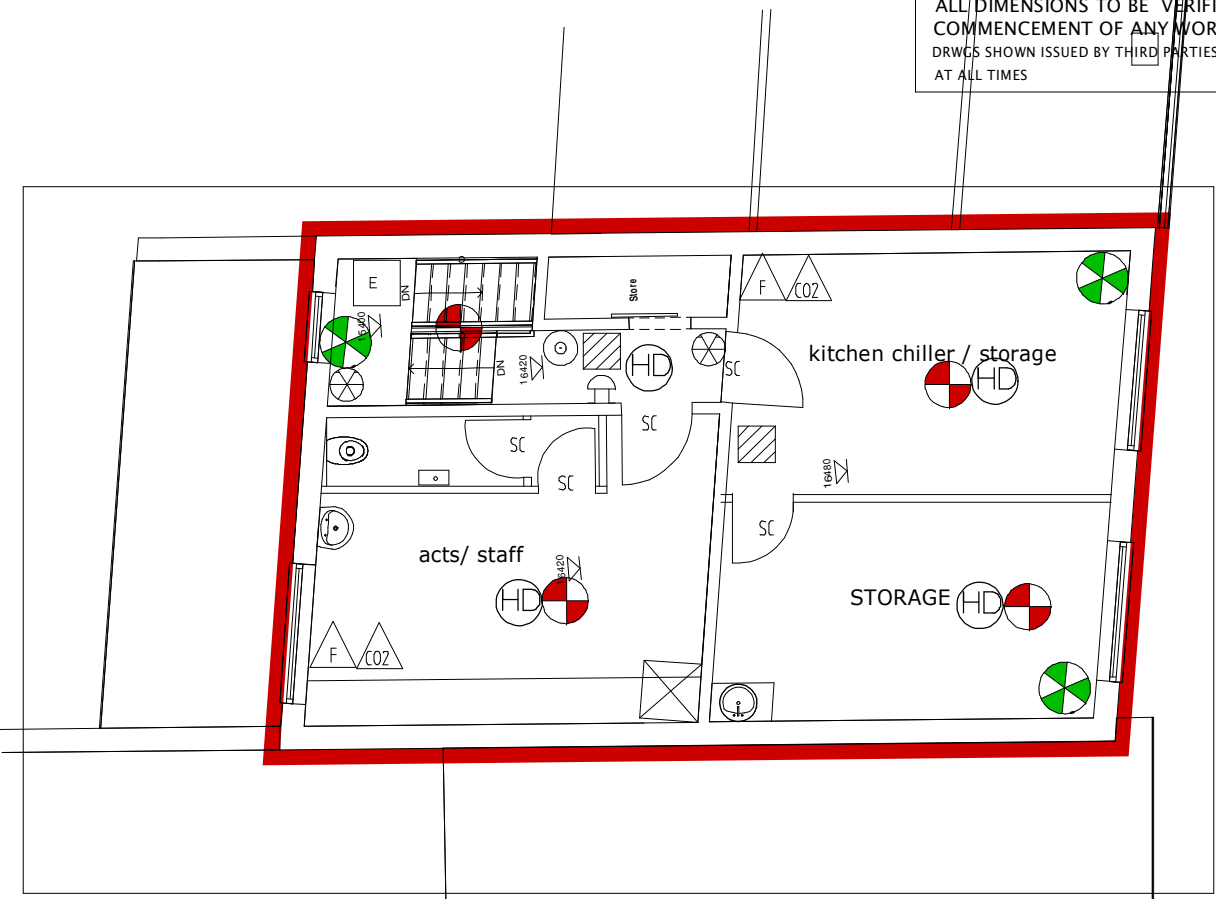 ALL DIMENSIONS TO BE VERIFI
COMMENCEMENT OF ANY WOR
DRWGS SHOWN ISSUED BY THIRD PARTIES
AT ALL TIMES
E
DN
16400
DN
16420
Store
HD
SC
F
CO2
kitchen chiller / storage
HD
SC
SC
SC
16480
SC
acts/ staff
16420
HD
STORAGE
HD
F
CO2